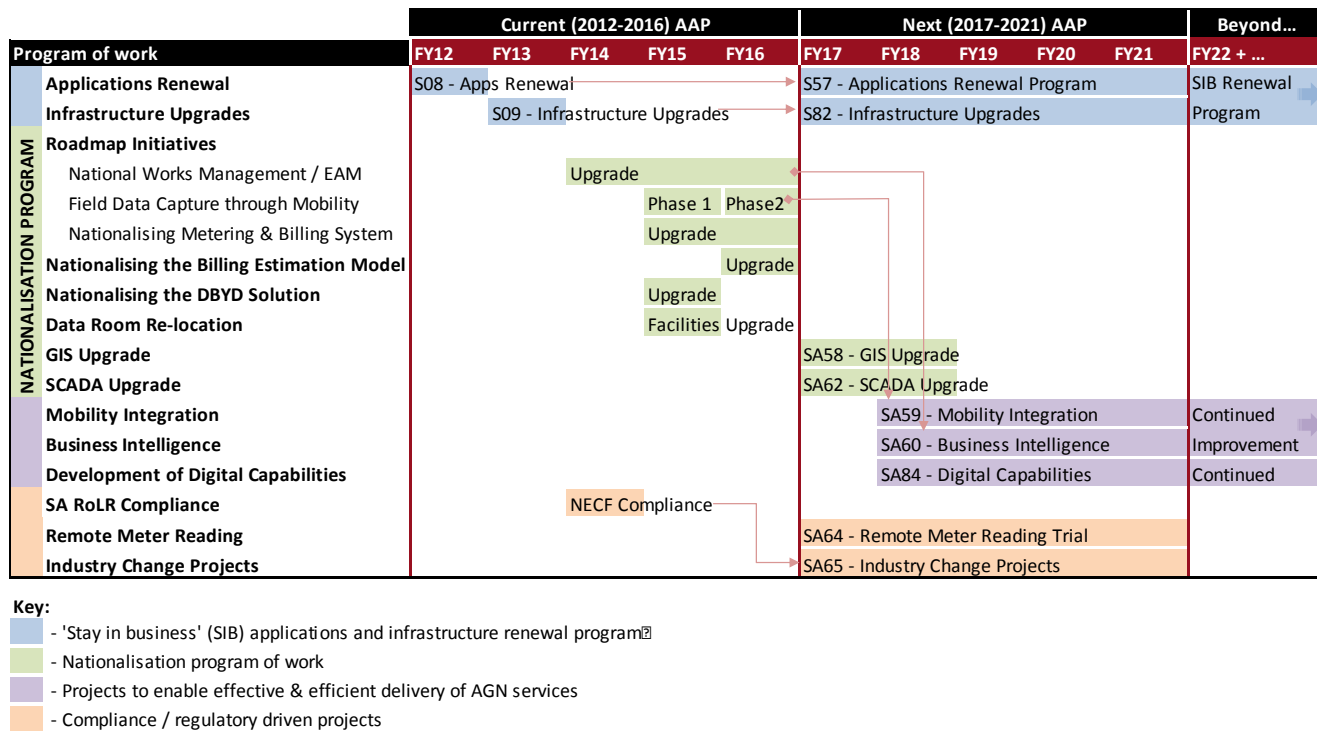 Current (2012-2016) AAP Next (2017-2021) AAP Beyond...
Program of work FY12 FY13 FY14 FY15 FY16 FY17 FY18 FY19 FY20 FY21 FY22 + ...
Applications Renewal S08 - Apps Renewal S57 - Applications Renewal Program SIB Renewal
Infrastructure Upgrades S09 - Infrastructure Upgrades S82 - Infrastructure Upgrades Program
NATIONALISATION PROGRAM
Roadmap Initiatives
National Works Management / EAM Upgrade
Field Data Capture through Mobility Phase 1 Phase2
Nationalising Metering & Billing System Upgrade
Nationalising the Billing Estimation Model Upgrade
Nationalising the DBYD Solution Upgrade
Data Room Re-location Facilities Upgrade
GIS Upgrade SA58 - GIS Upgrade
SCADA Upgrade SA62 - SCADA Upgrade
Mobility Integration SA59 - Mobility Integration Continued
Business Intelligence SA60 - Business Intelligence Improvement
Development of Digital Capabilities SA84 - Digital Capabilities Continued
SA RoLR Compliance NECF Compliance
Remote Meter Reading SA64 - Remote Meter Reading Trial
Industry Change Projects SA65 - Industry Change Projects
Key:
- 'Stay in business' (SIB) applications and infrastructure renewal program
- Nationalisation program of work
- Projects to enable effective & efficient delivery of AGN services
- Compliance / regulatory driven projects